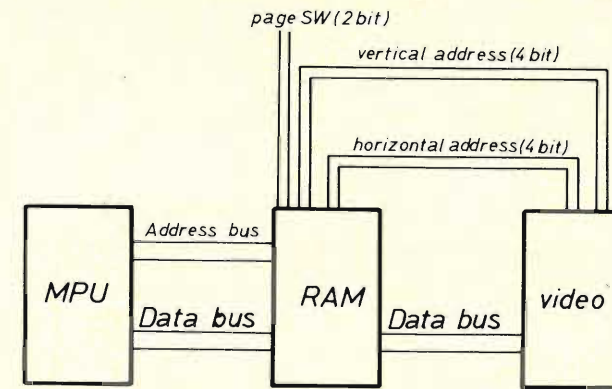 page SW (2 bit)
vertical address (4 bit)
horizontal address (4 bit)
Address bus
MPU
RAM
video
Data bus
Data bus